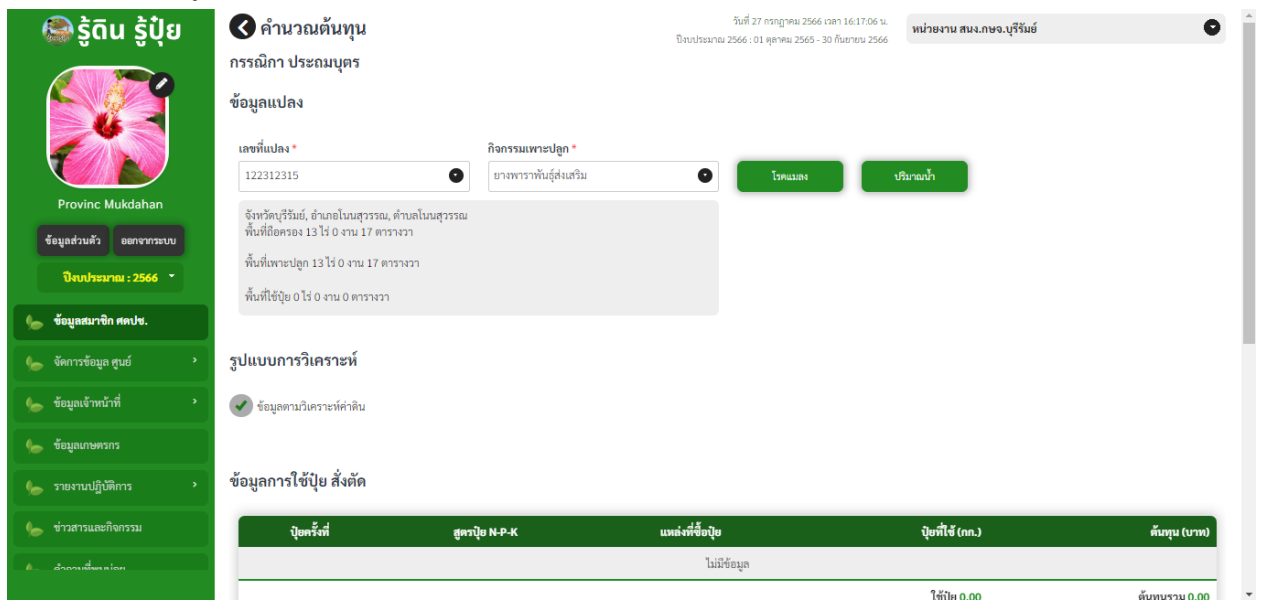 รู้ดิน รู้ปุ๋ย
Provinc Mukdahan
ข้อมูลส่วนตัว ออกจากระบบ
ปีงบประมาณ : 2566
ข้อมูลสมาชิก ศดปช.
จัดการข้อมูล ศูนย์
ข้อมูลเจ้าหน้าที่
ข้อมูลเกษตรกร
รายงานปฏิบัติการ
ข่าวสารและกิจกรรม
คำถามที่พบบ่อย
คำนวณต้นทุน
วันที่ 27 กรกฎาคม 2566 เวลา 16:17:06 น.
ปีงบประมาณ 2566 : 01 ตุลาคม 2565 - 30 กันยายน 2566
หน่วยงาน สนง.กษจ.บุรีรัมย์
กรรณิกา ประถมบุตร
ข้อมูลแปลง
เลขที่แปลง * กิจกรรมเพาะปลูก *
122312315 ยางพาราพันธุ์ส่งเสริม โรคแมลง ปริมาณน้ำ
จังหวัดบุรีรัมย์, อำเภอโนนสุวรรณ, ตำบลโนนสุวรรณ
พื้นที่ถือครอง 13 ไร่ 0 งาน 17 ตารางวา
พื้นที่เพาะปลูก 13 ไร่ 0 งาน 17 ตารางวา
พื้นที่ใช้ปุ๋ย 0 ไร่ 0 งาน 0 ตารางวา
รูปแบบการวิเคราะห์
ข้อมูลตามวิเคราะห์ค่าดิน
ข้อมูลการใช้ปุ๋ย สั่งตัด
ปุ๋ยครั้งที่ สูตรปุ๋ย N-P-K แหล่งที่ซื้อปุ๋ย ปุ๋ยที่ใช้ (กก.) ต้นทุน (บาท)
ไม่มีข้อมูล
ใช้ปุ๋ย 0.00 ต้นทุนรวม 0.00